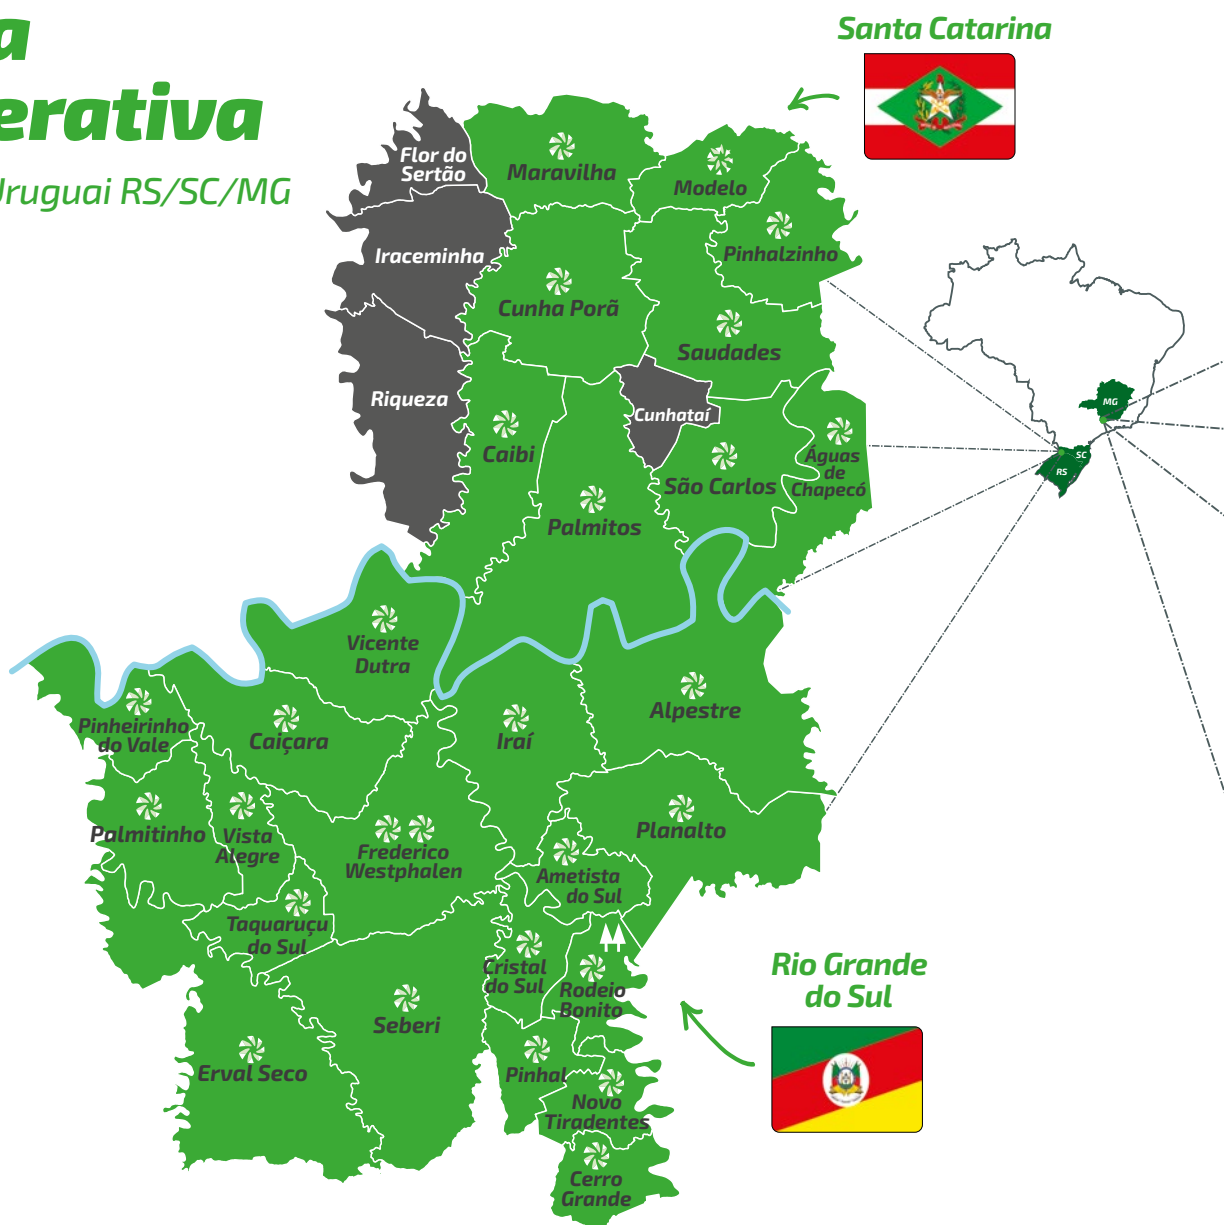 a
erativa
Uruguai RS/SC/MG
Santa Catarina
Flor do
Sertão
Maravilha
Modelo
Iraceminha
Pinhalzinho
Cunha Porã
Saudades
Riqueza
Cunhataí
Caibi
Águas
de
Chapecó
São Carlos
Palmitos
MG
SC
RS
Vicente
Dutra
Alpestre
Pinheirinho
do Vale
Caiçara
Iraí
Palmitinho
Vista
Alegre
Frederico
Westphalen
Planalto
Ametista
do Sul
Taquaruçu
do Sul
Cristal
do Sul
Rodeio
Bonito
Rio Grande
do Sul
Seberi
Erval Seco
Pinhal
Novo
Tiradentes
Cerro
Grande